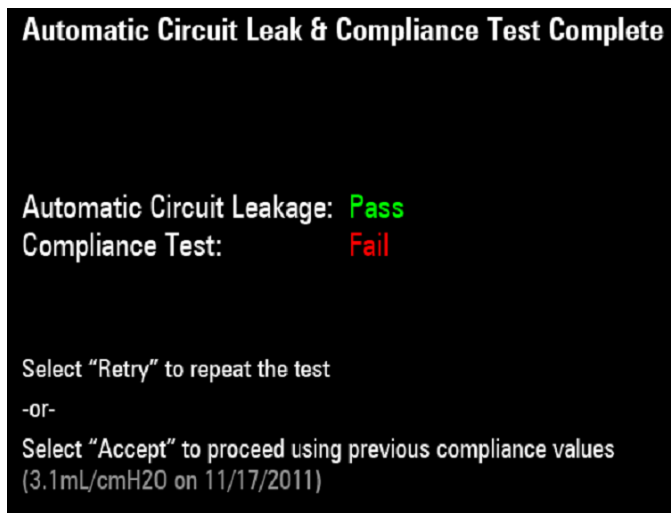 Automatic Circuit Leak & Compliance Test Complete
Automatic Circuit Leakage: Pass
Compliance Test: Fail
Select “Retry” to repeat the test
-or-
Select “Accept” to proceed using previous compliance values
(3.1mL/cmH2O on 11/17/2011)